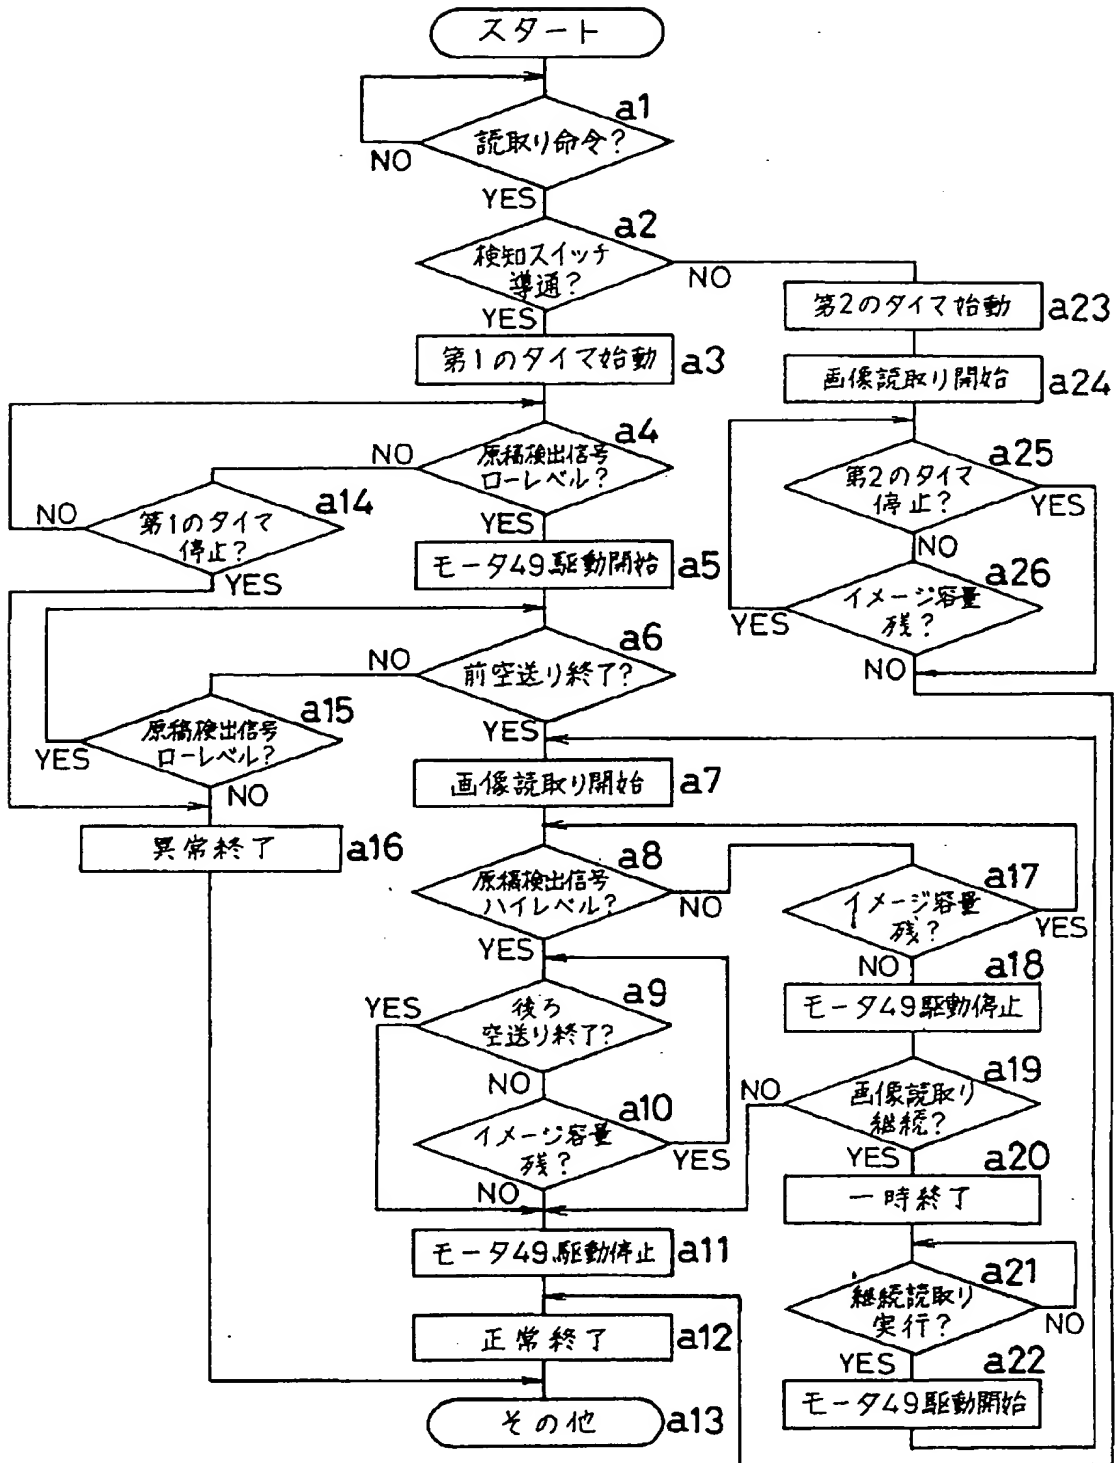 スタート
a1
読取り命令?
NO
YES
a2
検知スイッチ
導通?
NO
YES
第2のタイマ始動
a23
第1のタイマ始動
a3
画像読取り開始
a24
a4
原稿検出信号
ローレベル?
NO
YES
a25
第2のタイマ
停止?
YES
NO
a14
第1のタイマ
停止?
NO
YES
モータ49駆動開始
a5
a26
イメージ容量
残?
YES
NO
a6
前空送り終了?
NO
YES
a15
原稿検出信号
ローレベル?
YES
NO
画像読取り開始
a7
異常終了
a16
a8
原稿検出信号
ハイレベル?
NO
YES
a17
イメージ容量
残?
YES
NO
a18
モータ49駆動停止
a9
後ろ
空送り終了?
YES
NO
a19
画像読取り
継続?
NO
YES
a10
イメージ容量
残?
YES
NO
a20
一時終了
モータ49駆動停止
a11
a21
継続読取り
実行?
NO
YES
正常終了
a12
a22
モータ49駆動開始
その他
a13